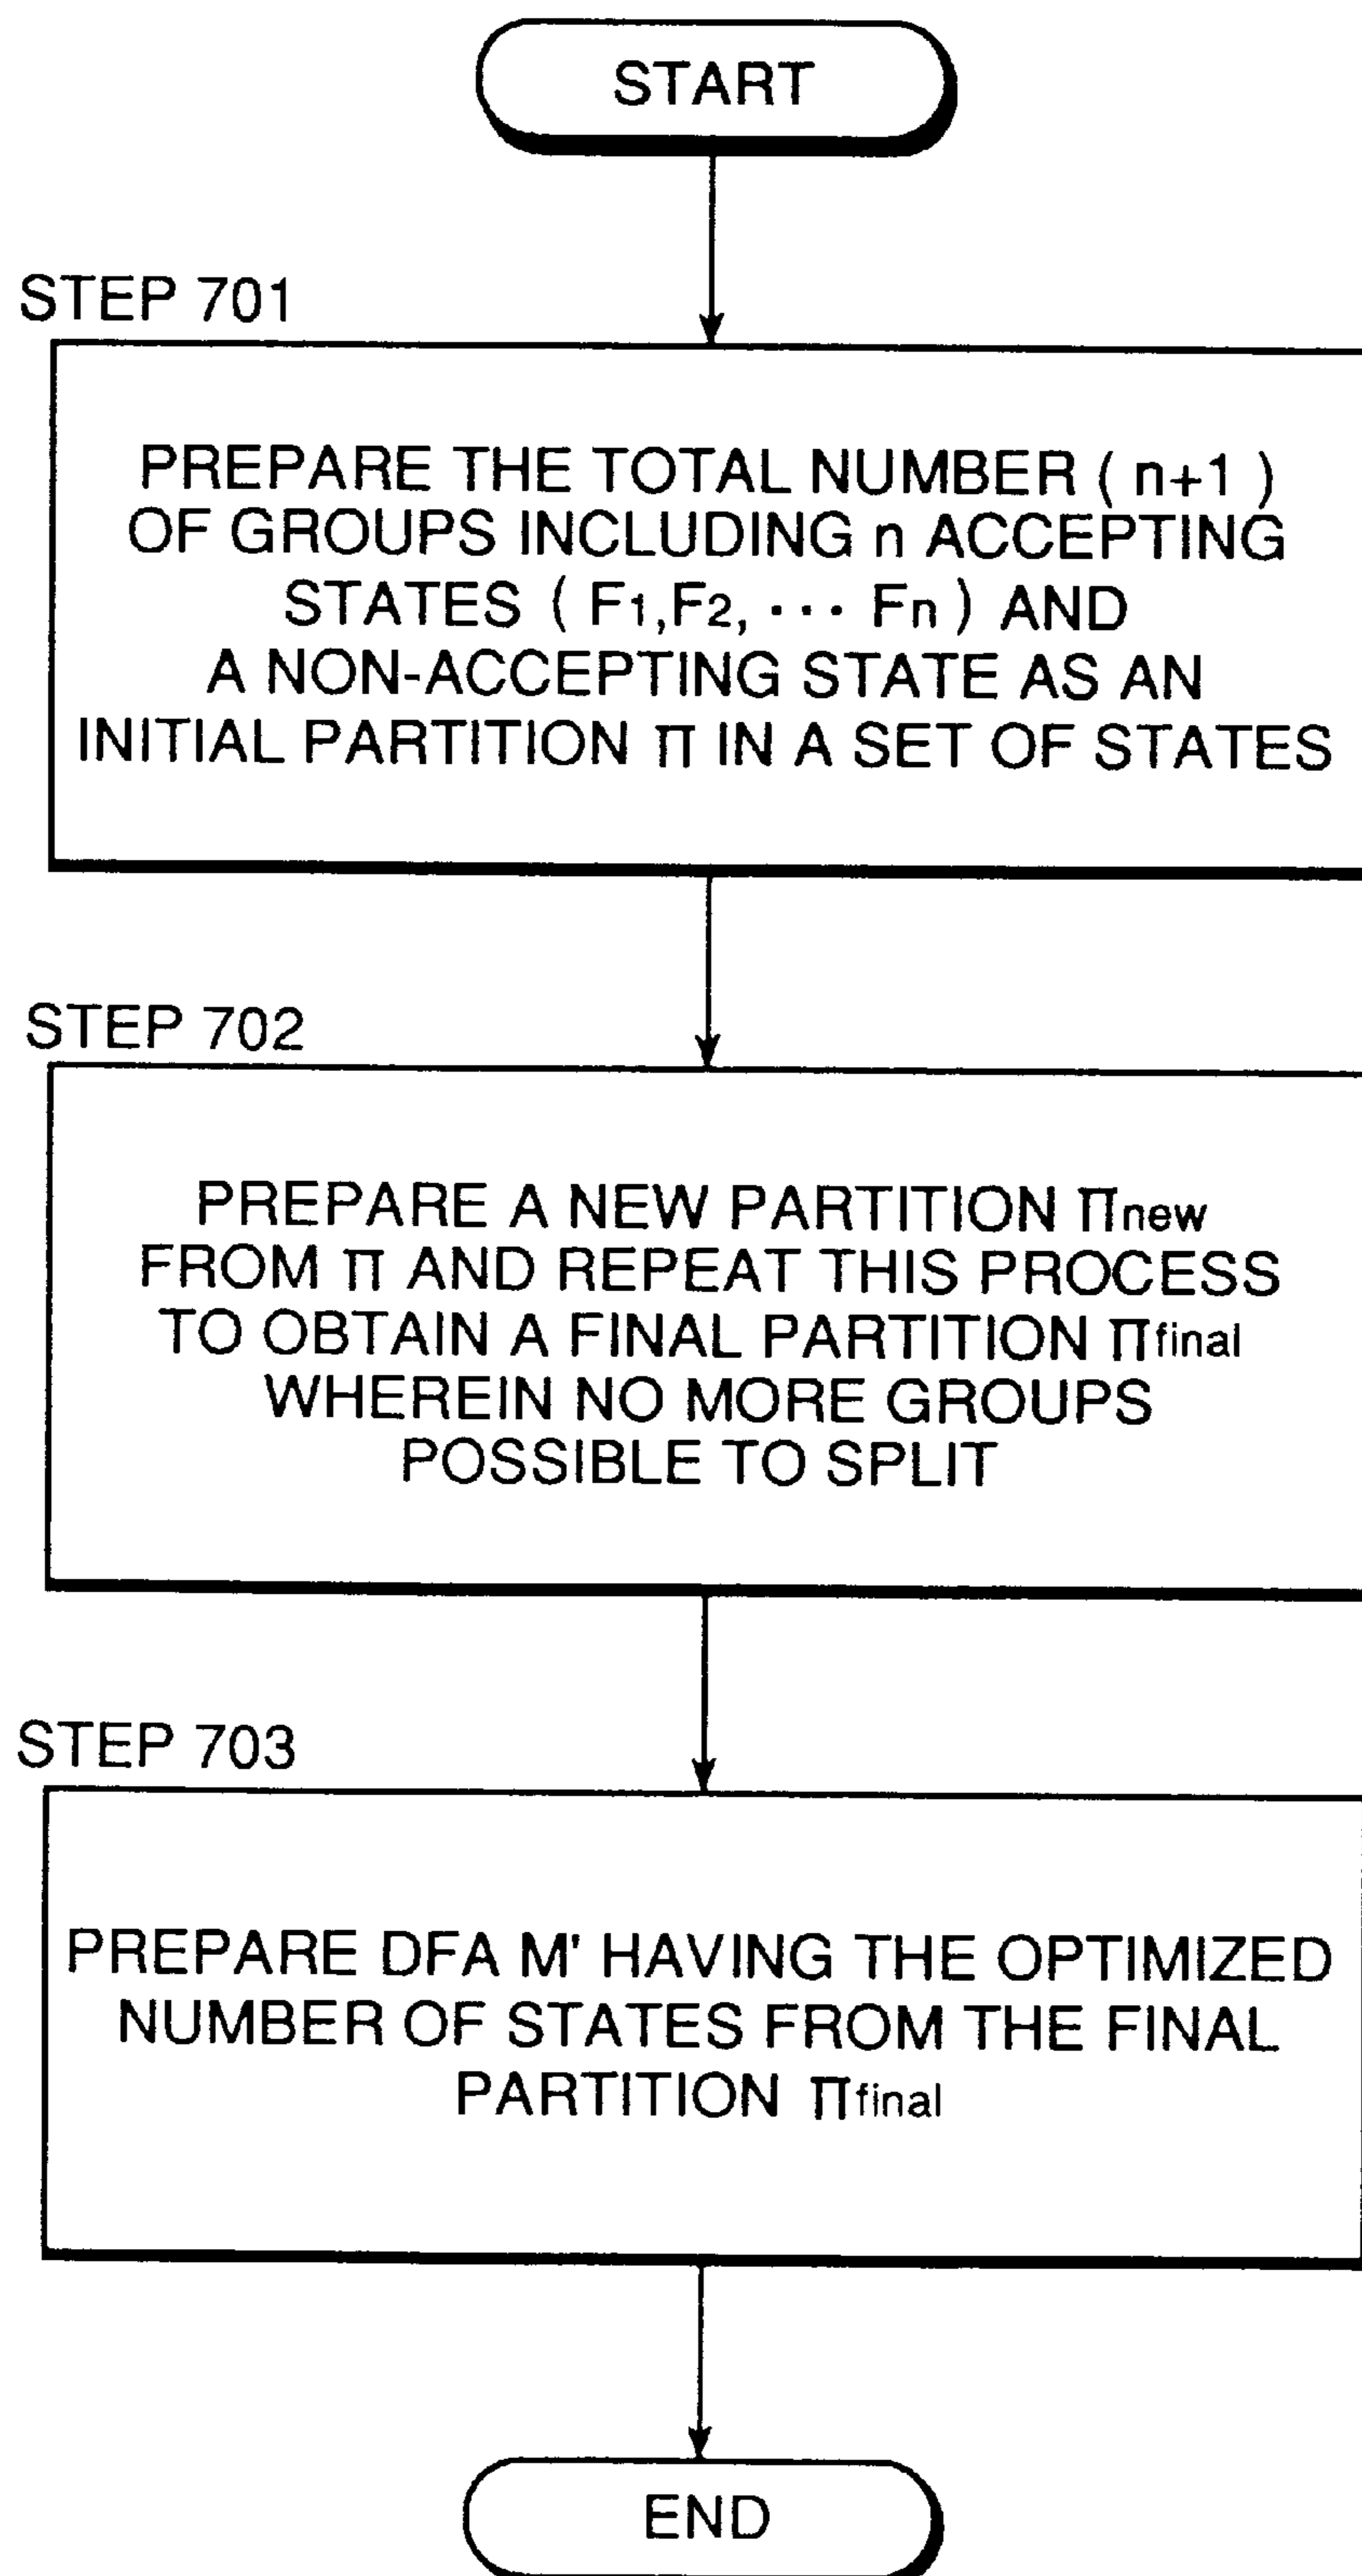 START
STEP 701
PREPARE THE TOTAL NUMBER ( n+1 )
OF GROUPS INCLUDING n ACCEPTING
STATES ( F1,F2, ··· Fn ) AND
A NON-ACCEPTING STATE AS AN
INITIAL PARTITION Π IN A SET OF STATES
STEP 702
PREPARE A NEW PARTITION Πnew
FROM Π AND REPEAT THIS PROCESS
TO OBTAIN A FINAL PARTITION Πfinal
WHEREIN NO MORE GROUPS
POSSIBLE TO SPLIT
STEP 703
PREPARE DFA M' HAVING THE OPTIMIZED
NUMBER OF STATES FROM THE FINAL
PARTITION Πfinal
END